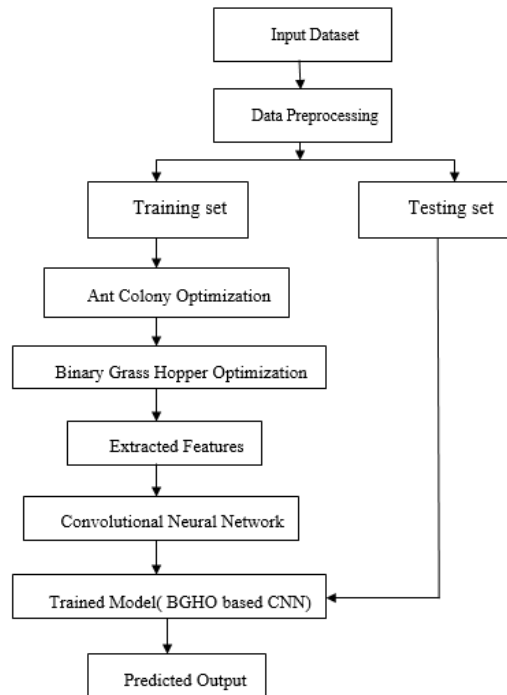 Input Dataset
Data Preprocessing
Training set
Testing set
Ant Colony Optimization
Binary Grass Hopper Optimization
Extracted Features
Convolutional Neural Network
Trained Model( BGHO based CNN)
Predicted Output